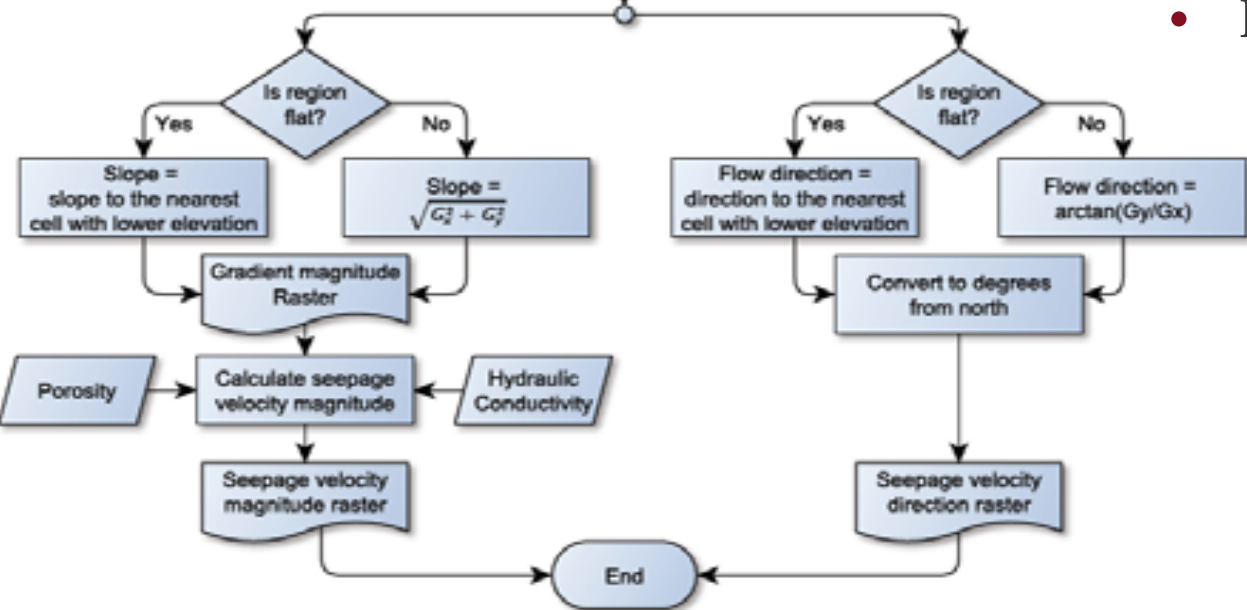 Is region
flat?
Yes
No
Slope =
slope to the nearest
cell with lower elevation
Slope =
√(Gₓ² + Gᵧ²)
Gradient magnitude
Raster
Porosity
Calculate seepage
velocity magnitude
Hydraulic
Conductivity
Seepage velocity
magnitude raster
Is region
flat?
Yes
No
Flow direction =
direction to the nearest
cell with lower elevation
Flow direction =
arctan(Gy/Gx)
Convert to degrees
from north
Seepage velocity
direction raster
End